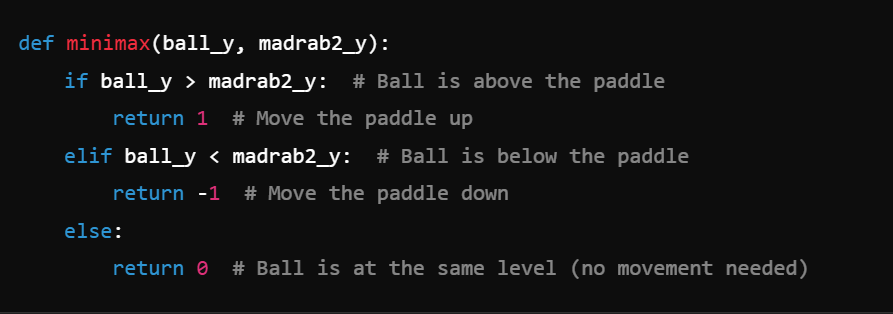 def minimax(ball_y, madrab2_y):
    if ball_y > madrab2_y:  # Ball is above the paddle
        return 1  # Move the paddle up
    elif ball_y < madrab2_y:  # Ball is below the paddle
        return -1  # Move the paddle down
    else:
        return 0  # Ball is at the same level (no movement needed)